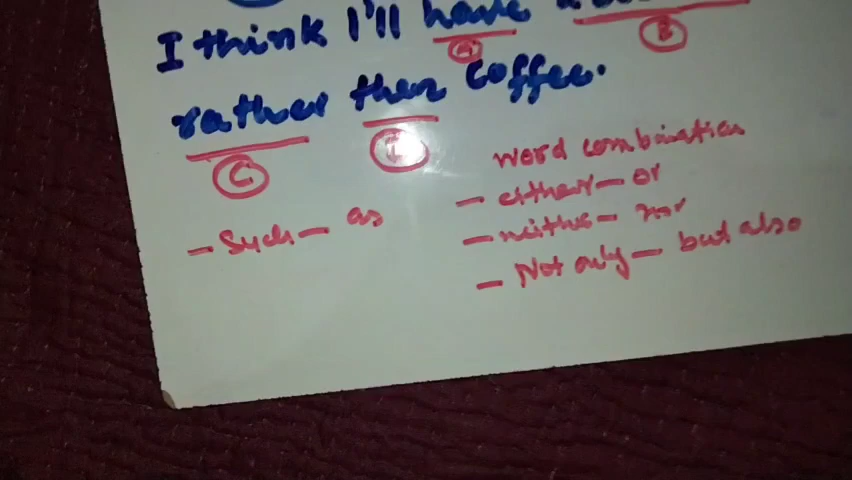 I think I'll have
A B
rather then coffee.
C
word combination
- either - or
- Such - as
- neither - nor
- Not only - but also